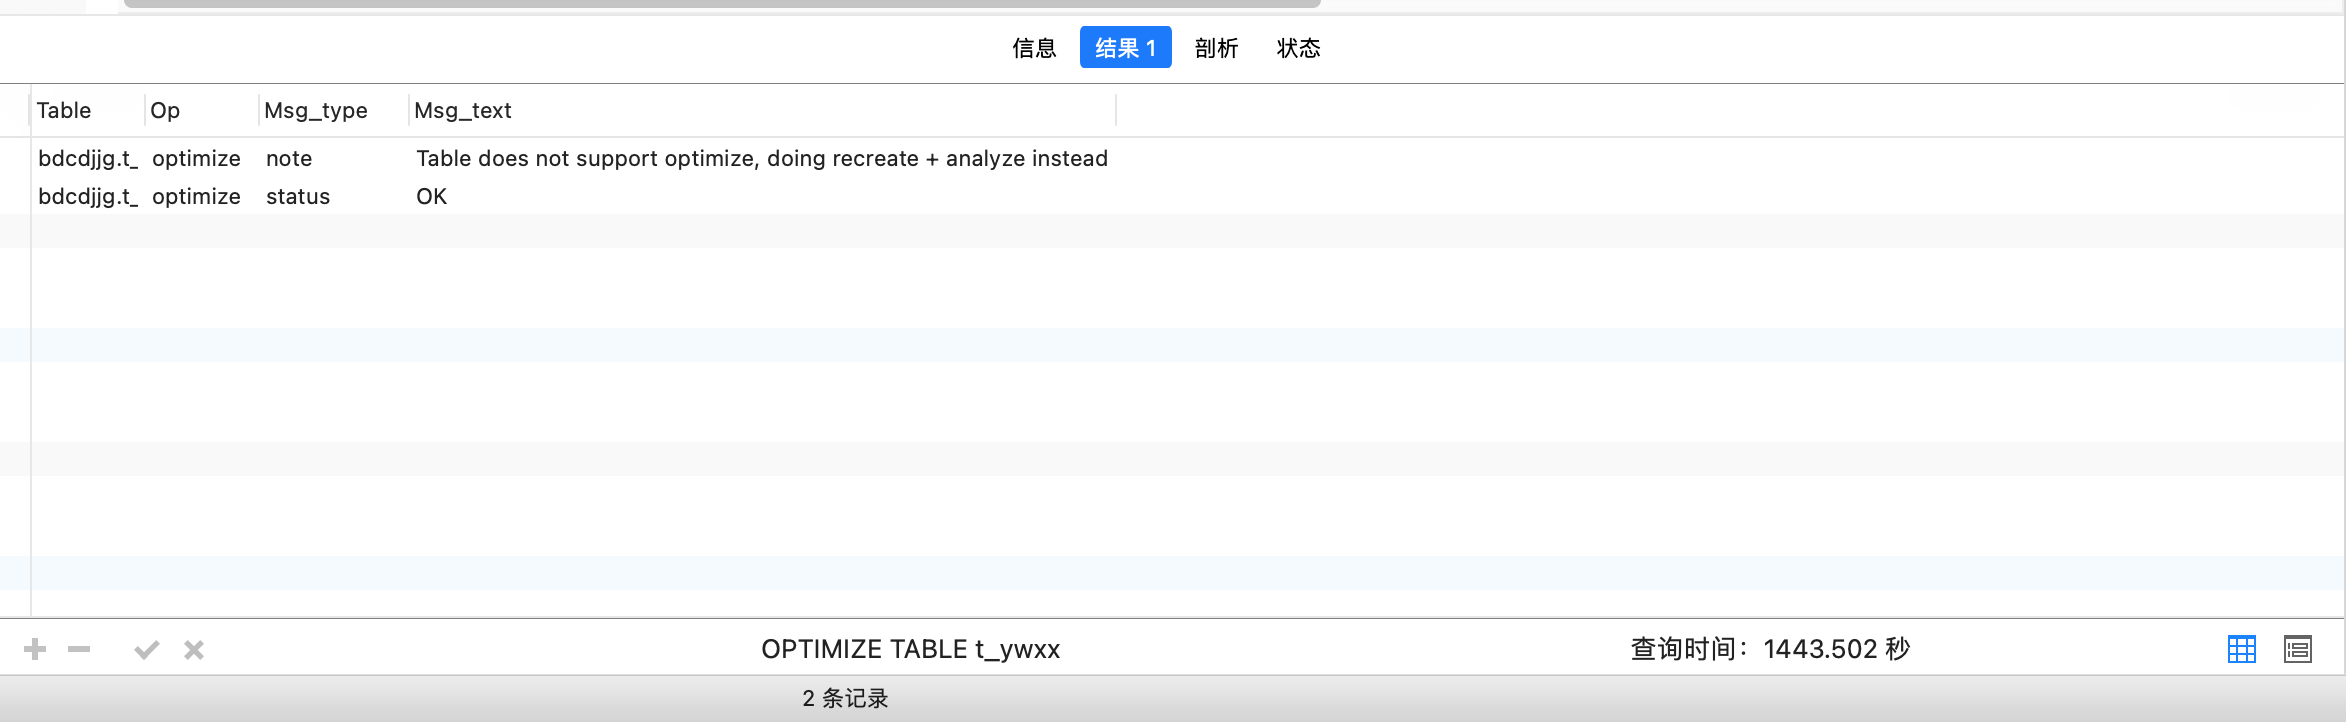 信息 结果 1 剖析 状态
Table Op Msg_type Msg_text
bdcdjjg.t_ optimize note Table does not support optimize, doing recreate + analyze instead
bdcdjjg.t_ optimize status OK
OPTIMIZE TABLE t_ywxx 查询时间：1443.502 秒
2 条记录